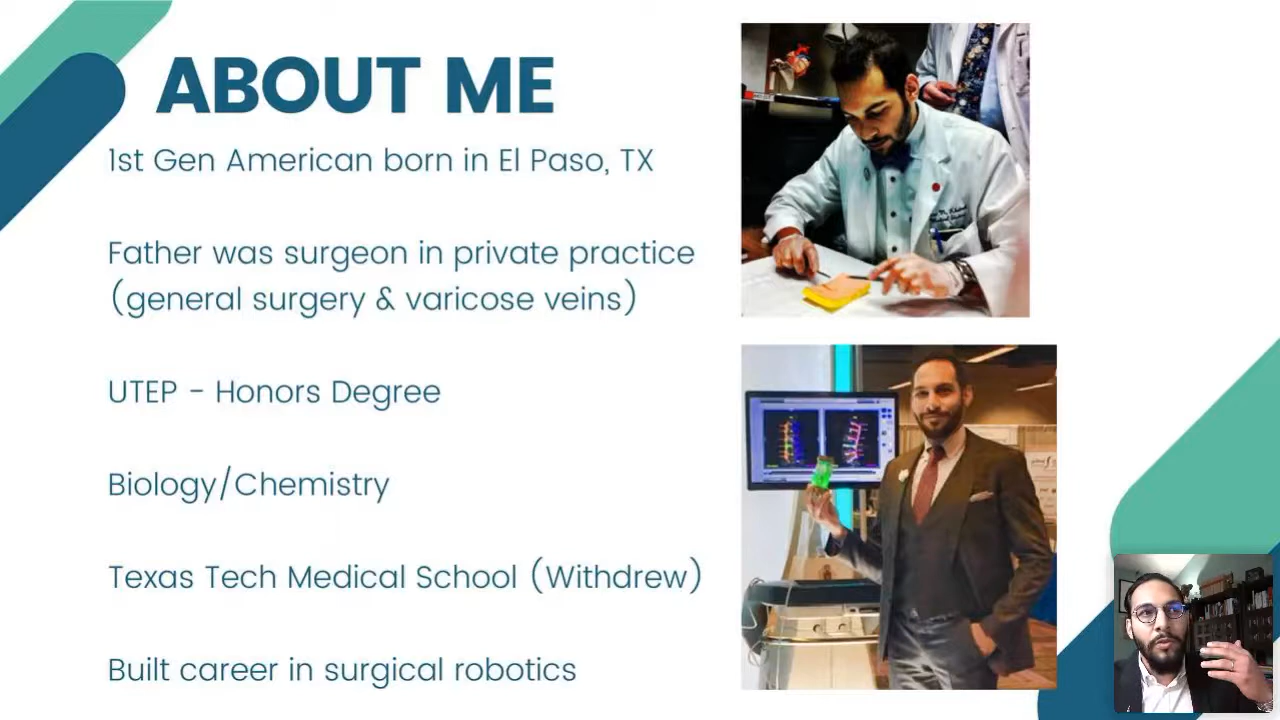 ABOUT ME
1st Gen American born in El Paso, TX
Father was surgeon in private practice
(general surgery & varicose veins)
UTEP - Honors Degree
Biology/Chemistry
Texas Tech Medical School (Withdrew)
Built career in surgical robotics